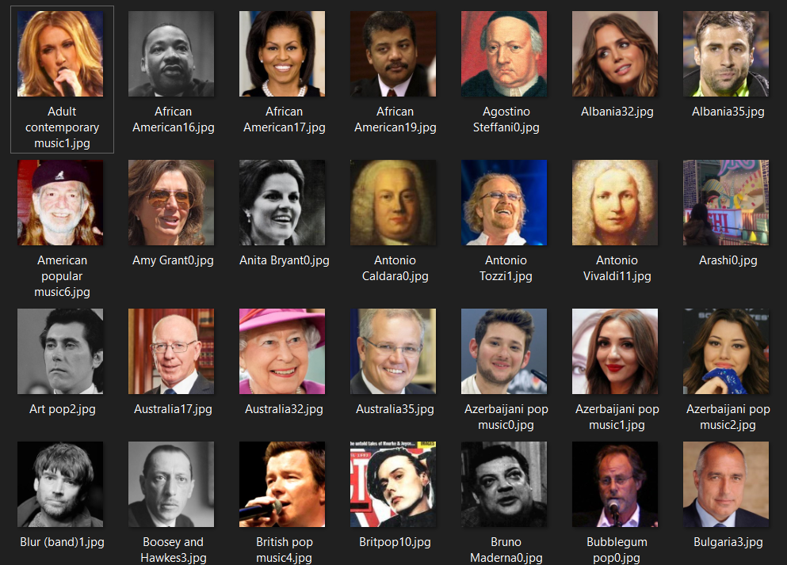 Adult
contemporary
music1.jpg
African
American16.jpg
African
American17.jpg
African
American19.jpg
Agostino
Steffani0.jpg
Albania32.jpg
Albania35.jpg
American
popular
music6.jpg
Amy Grant0.jpg
Anita Bryant0.jpg
Antonio
Caldara0.jpg
Antonio
Tozzi1.jpg
Antonio
Vivaldi11.jpg
Arashi0.jpg
Art pop2.jpg
Australia17.jpg
Australia32.jpg
Australia35.jpg
Azerbaijani pop
music0.jpg
Azerbaijani pop
music1.jpg
Azerbaijani pop
music2.jpg
Blur (band)1.jpg
Boosey and
Hawkes3.jpg
British pop
music4.jpg
Britpop10.jpg
Bruno
Maderna0.jpg
Bubblegum
pop0.jpg
Bulgaria3.jpg